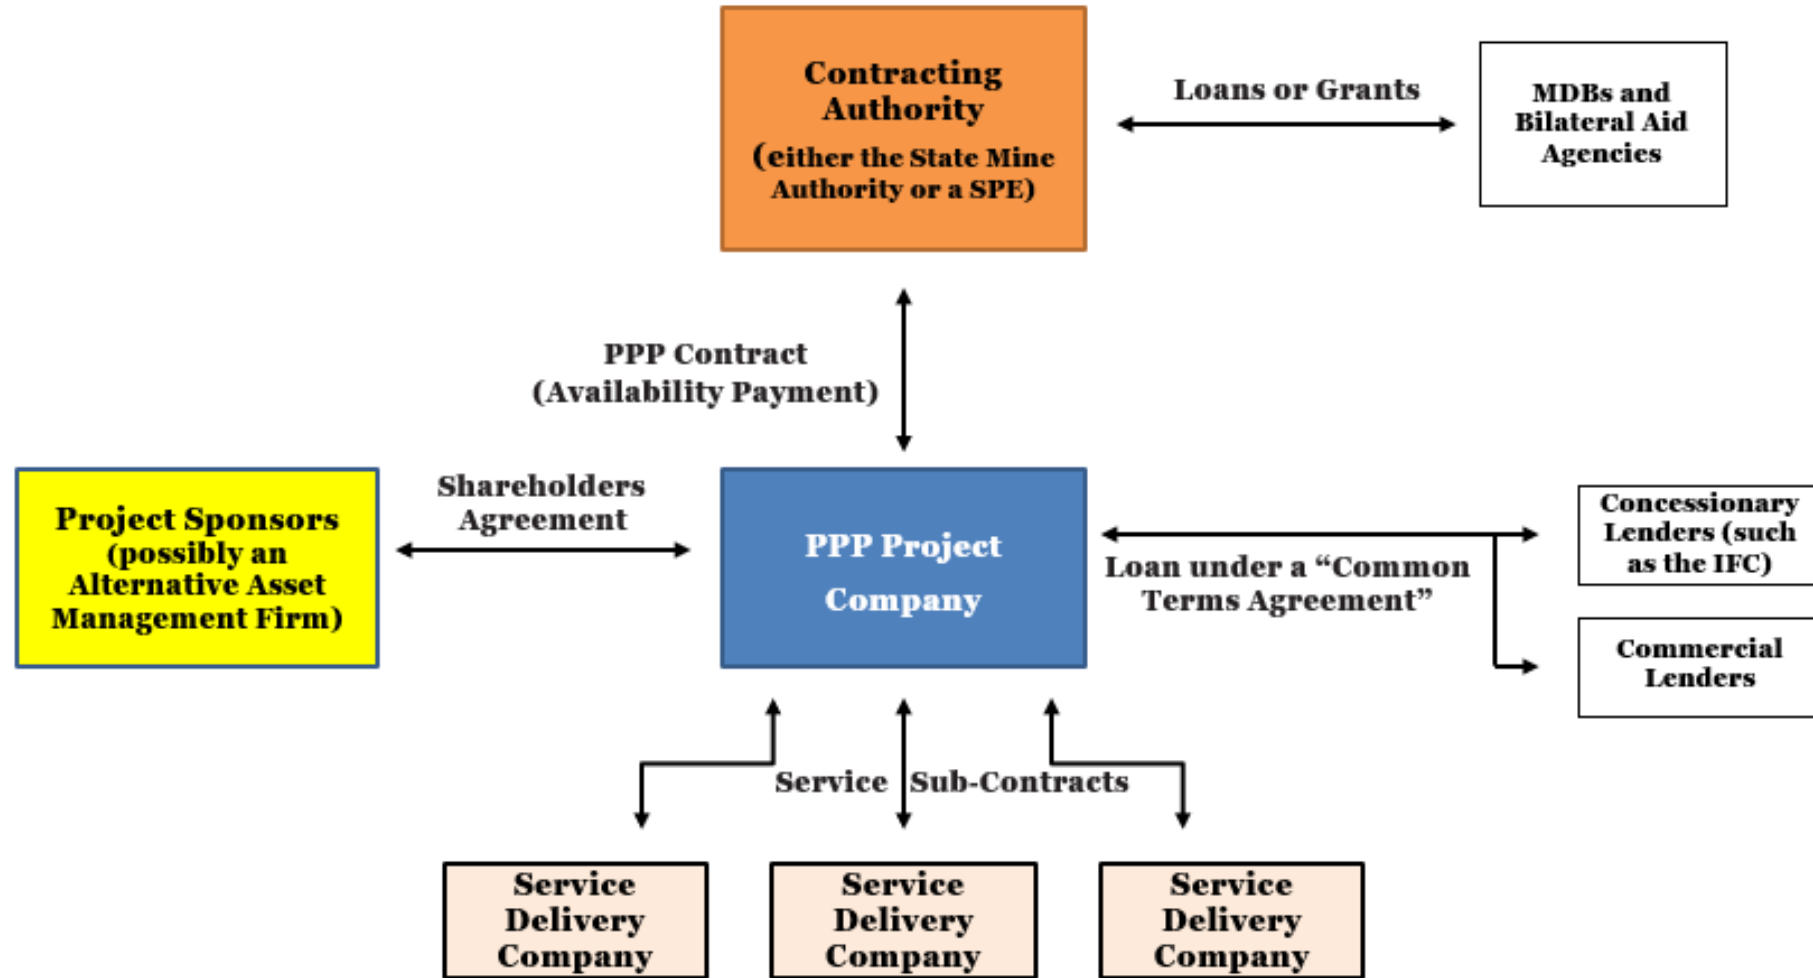 Contracting
Authority
(either the State Mine
Authority or a SPE)
Loans or Grants
MDBs and
Bilateral Aid
Agencies
PPP Contract
(Availability Payment)
Project Sponsors
(possibly an
Alternative Asset
Management Firm)
Shareholders
Agreement
PPP Project
Company
Loan under a “Common
Terms Agreement”
Concessionary
Lenders (such
as the IFC)
Commercial
Lenders
Service Sub-Contracts
Service
Delivery
Company
Service
Delivery
Company
Service
Delivery
Company